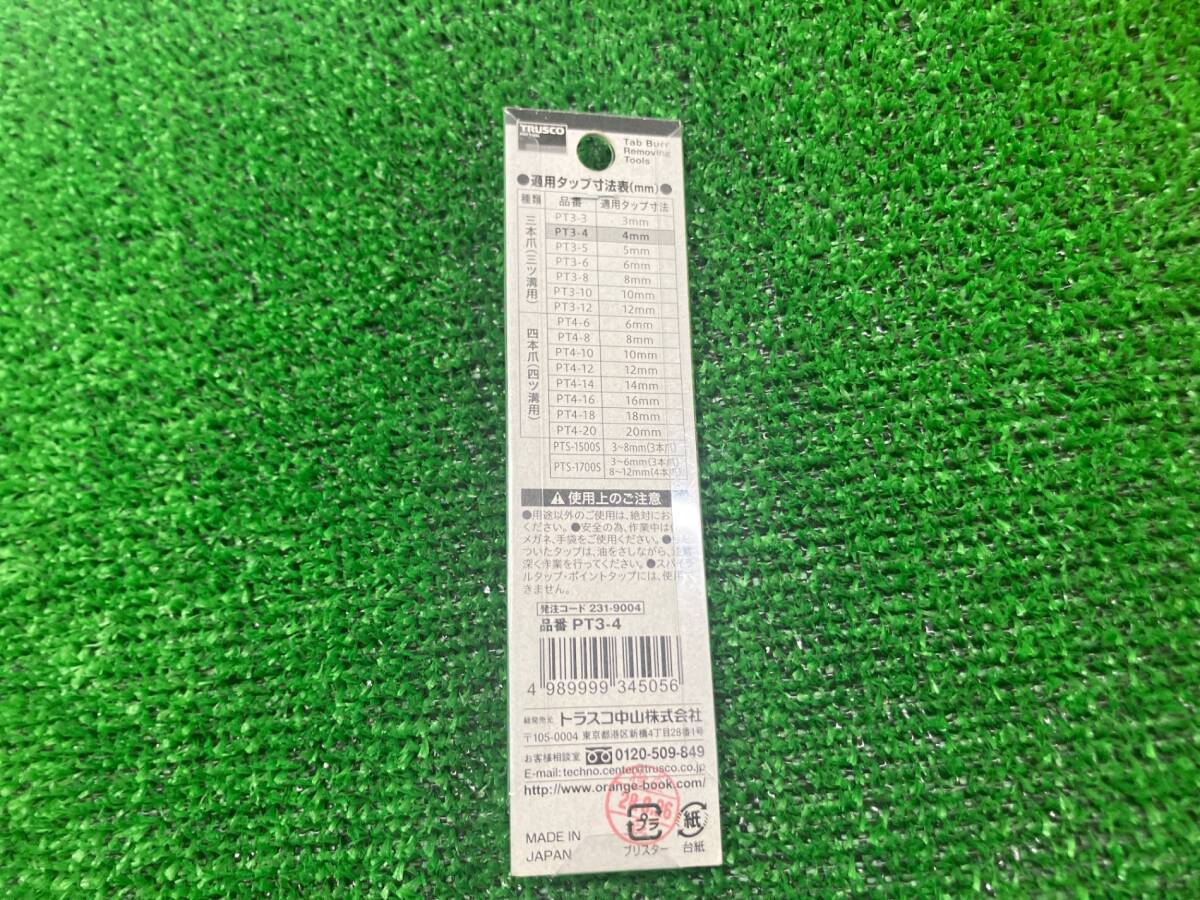 TRUSCO
Tab Burr
Removing
Tools
●適用タップ寸法表(mm)●
種類 品番 適用タップ寸法
三本爪(三ツ溝用)
PT3-3 3mm
PT3-4 4mm
PT3-5 5mm
PT3-6 6mm
PT3-8 8mm
PT3-10 10mm
PT3-12 12mm
四本爪(四ツ溝用)
PT4-6 6mm
PT4-8 8mm
PT4-10 10mm
PT4-12 12mm
PT4-14 14mm
PT4-16 16mm
PT4-18 18mm
PT4-20 20mm
PTS-1500S 3~8mm(3本爪)
PTS-1700S 3~6mm(3本爪)
8~12mm(4本爪)
⚠使用上のご注意
●用途以外のご使用は、絶対にお
ください。●安全の為、作業中は
メガネ、手袋をご使用ください。●
ついたタップは、油をさしながら、
深く作業を行ってください。●スパイラ
ルタップ・ポイントタップには、使用
きません。
発注コード 231-9004
品番 PT3-4
4 989999 345056
発売元 トラスコ中山株式会社
〒105-0004 東京都港区新橋4丁目28番1号
お客様相談室 0120-509-849
E-mail:techno.center@trusco.co.jp
http://www.orange-book.com/
プラ 紙
ブリスター 台紙
MADE IN
JAPAN